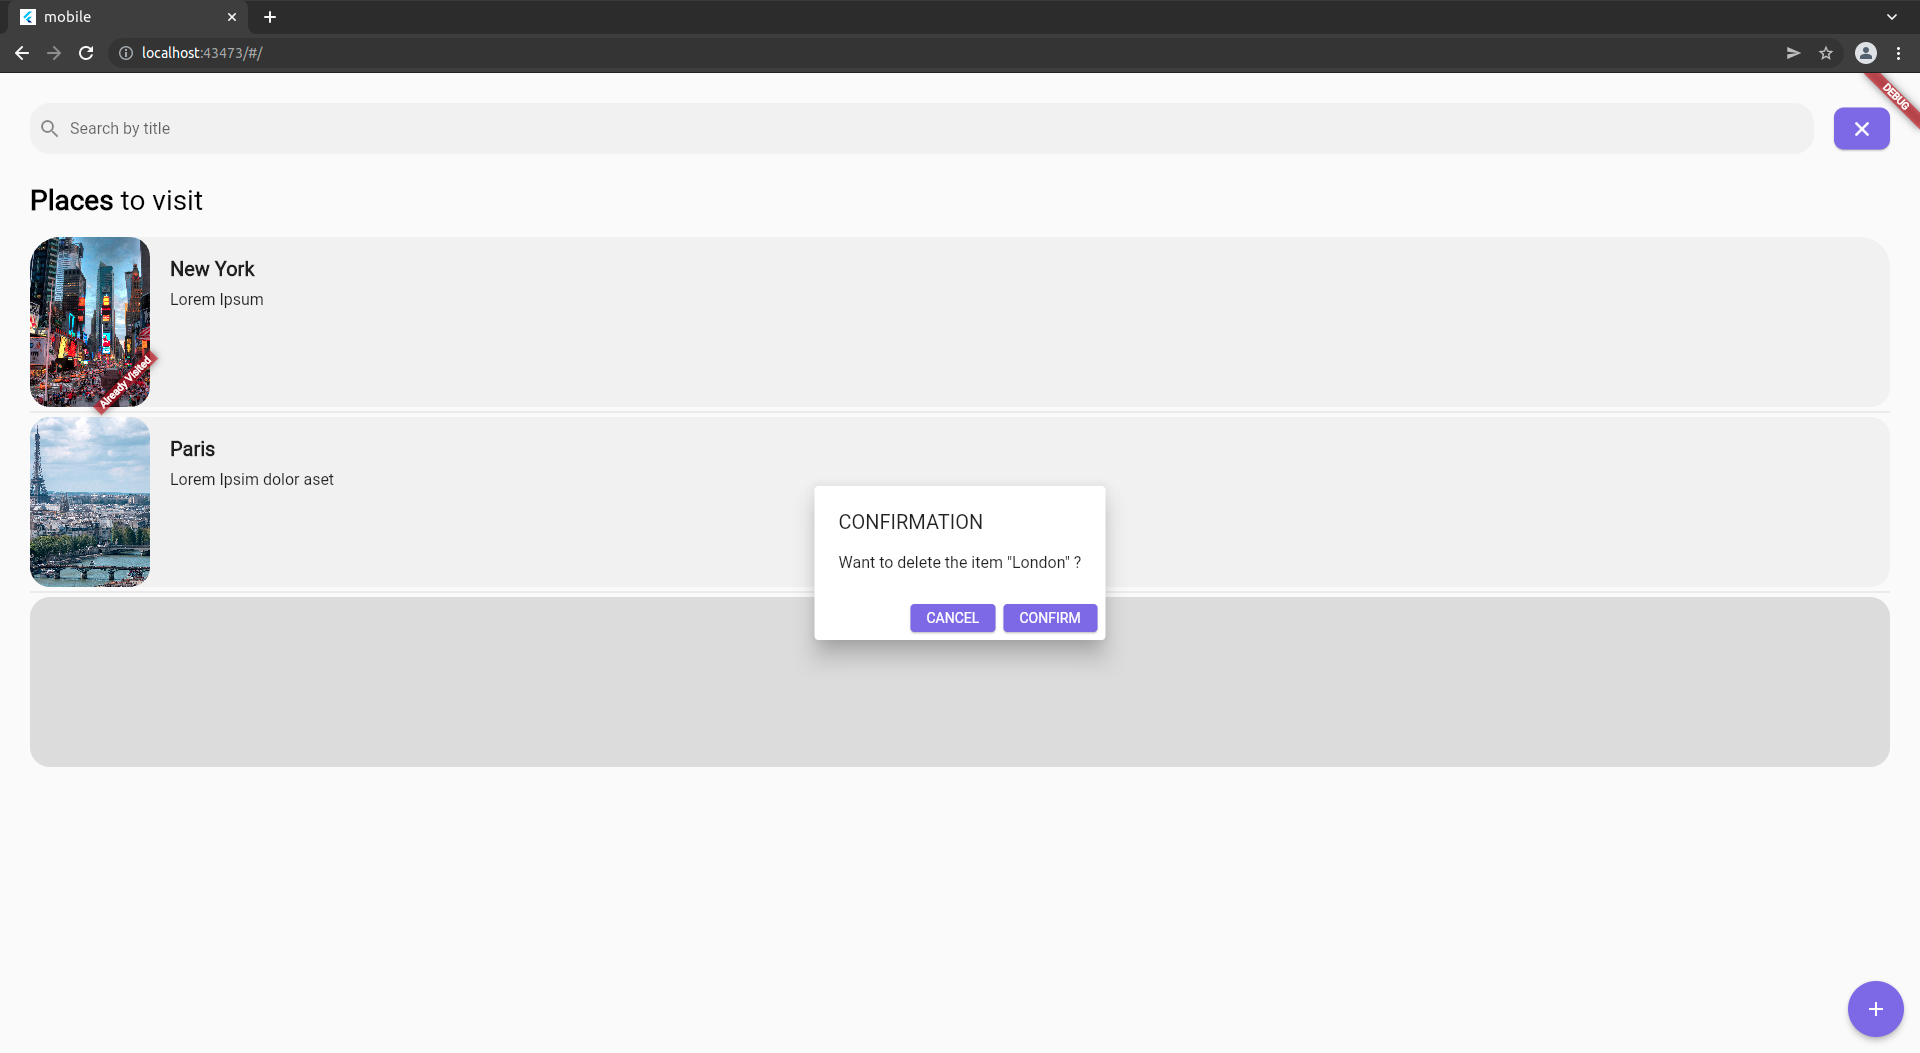 mobile
localhost:43473/#/
DEBUG
Search by title
Places to visit
New York
Lorem Ipsum
Already Visited
Paris
Lorem Ipsim dolor aset
CONFIRMATION
Want to delete the item "London" ?
CANCEL CONFIRM